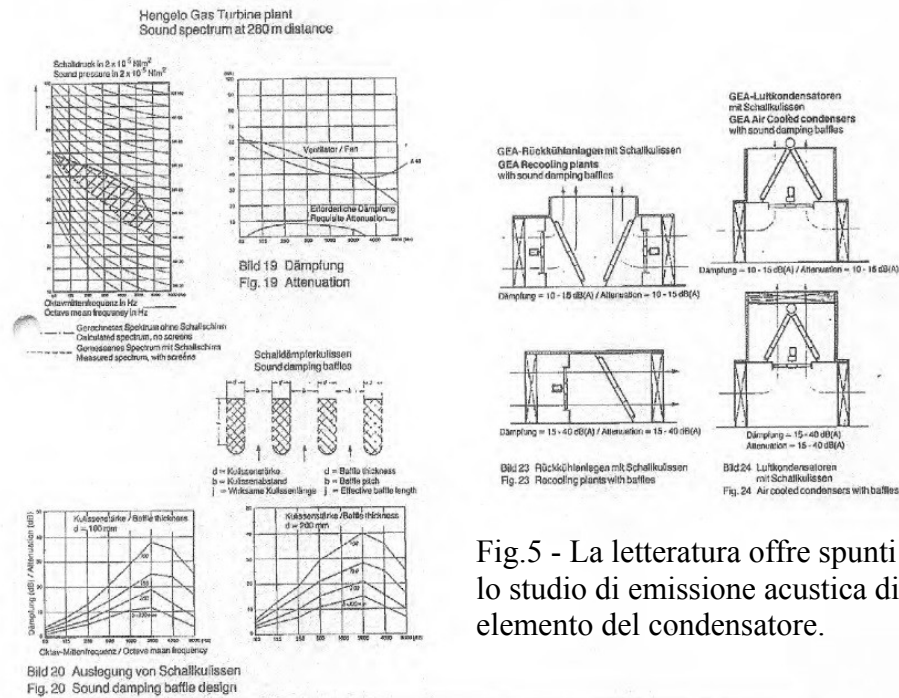 Hengelo Gas Turbine plant
Sound spectrum at 260 m distance
Schalldruck in 2 x 10⁻⁵ N/m²
Sound pressure in 2 x 10⁻⁵ N/m²
Oktavmittenfrequenz in Hz
Octave mean frequency in Hz
Gerechnetes Spektrum ohne Schallschirm
Calculated spectrum, no screens
Gemessenes Spectrum mit Schallschirm
Measured spectrum, with screens
Ventilator / Fan
Erforderliche Dämpfung
Requisite Attenuation
Bild 19 Dämpfung
Fig. 19 Attenuation
Schalldämpferkulissen
Sound damping baffles
d = Kulissenstärke d = Baffle thickness
b = Kulissenabstand b = Baffle pitch
j = Wirksame Kulissenlänge j = Effective baffle length
Kulissenstärke / Baffle thickness
d = 100 mm
Kulissenstärke / Baffle thickness
d = 200 mm
Dämpfung (dB) / Attenuation (dB)
Oktav-Mittenfrequenz / Octave mean frequency
Bild 20 Auslegung von Schallkulissen
Fig. 20 Sound damping baffle design
GEA-Rückkühlanlagen mit Schallkulissen
GEA Recooling plants
with sound damping baffles
Dämpfung = 10 - 15 dB(A) / Attenuation = 10 - 15 dB(A)
Dämpfung = 15 - 40 dB(A) / Attenuation = 15 - 40 dB(A)
Bild 23 Rückkühlanlagen mit Schallkulissen
Fig. 23 Recooling plants with baffles
GEA-Luftkondensatoren
mit Schallkulissen
GEA Air Cooled condensers
with sound damping baffles
Dämpfung = 10 - 15 dB(A) / Attenuation = 10 - 15 dB(A)
Dämpfung = 15 - 40 dB(A)
Attenuation = 15 - 40 dB(A)
Bild 24 Luftkondensatoren
mit Schallkulissen
Fig. 24 Air cooled condensers with baffles
Fig.5 - La letteratura offre spunti
lo studio di emissione acustica di
elemento del condensatore.